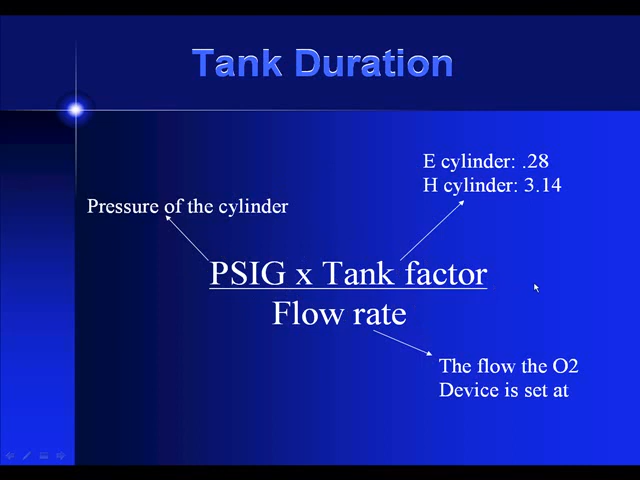 Tank Duration
E cylinder: .28
H cylinder: 3.14
Pressure of the cylinder
PSIG x Tank factor
Flow rate
The flow the O2
Device is set at